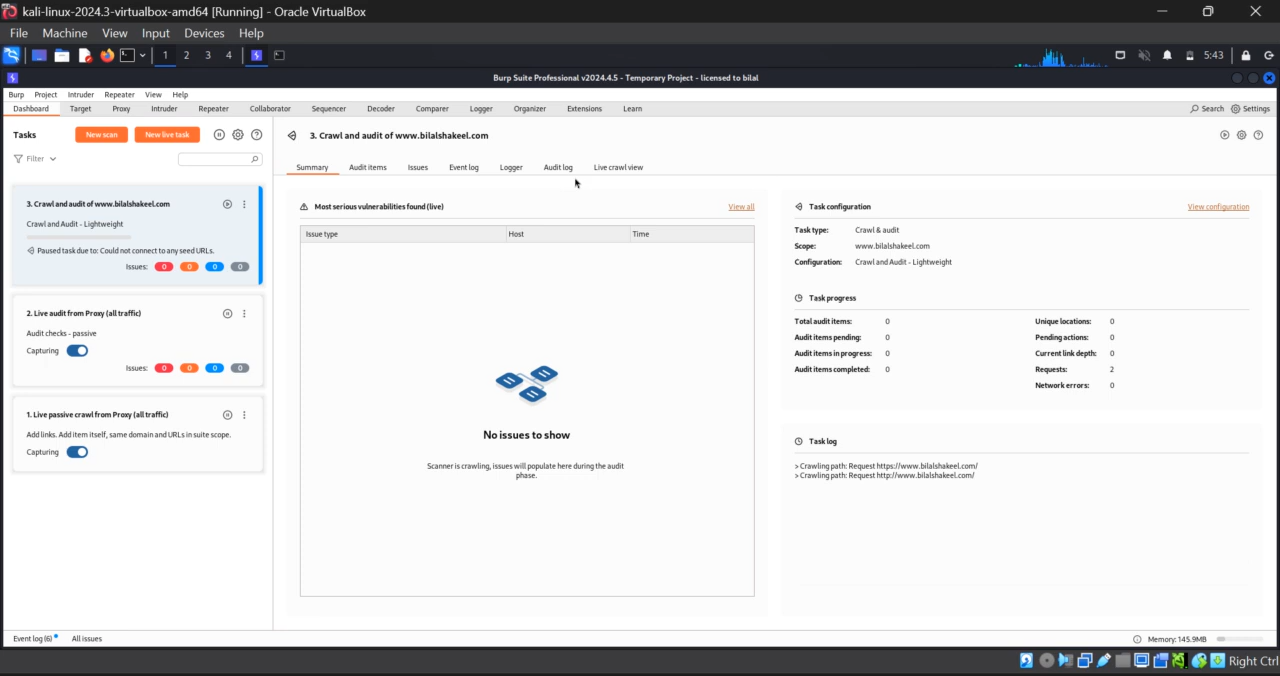 kali-linux-2024.3-virtualbox-amd64 [Running] - Oracle VirtualBox
File Machine View Input Devices Help
1 2 3 4 5:43
Burp Suite Professional v2024.4.5 - Temporary Project - licensed to bilal
Burp Project Intruder Repeater View Help
Dashboard Target Proxy Intruder Repeater Collaborator Sequencer Decoder Comparer Logger Organizer Extensions Learn Search Settings
Tasks New scan New live task
Filter
3. Crawl and audit of www.bilalshakeel.com
Crawl and Audit - Lightweight
Paused task due to: Could not connect to any seed URLs.
Issues: 0 0 0 0
2. Live audit from Proxy (all traffic)
Audit checks - passive
Capturing
Issues: 0 0 0 0
1. Live passive crawl from Proxy (all traffic)
Add links. Add item itself, same domain and URLs in suite scope.
Capturing
3. Crawl and audit of www.bilalshakeel.com
Summary Audit items Issues Event log Logger Audit log Live crawl view
Most serious vulnerabilities found (live) View all
Issue type Host Time
No issues to show
Scanner is crawling, issues will populate here during the audit
phase.
Task configuration View configuration
Task type: Crawl & audit
Scope: www.bilalshakeel.com
Configuration: Crawl and Audit - Lightweight
Task progress
Total audit items: 0 Unique locations: 0
Audit items pending: 0 Pending actions: 0
Audit items in progress: 0 Current link depth: 0
Audit items completed: 0 Requests: 2
Network errors: 0
Task log
> Crawling path: Request https://www.bilalshakeel.com/
> Crawling path: Request http://www.bilalshakeel.com/
Event log (6) All issues Memory: 145.9MB
Right Ctrl